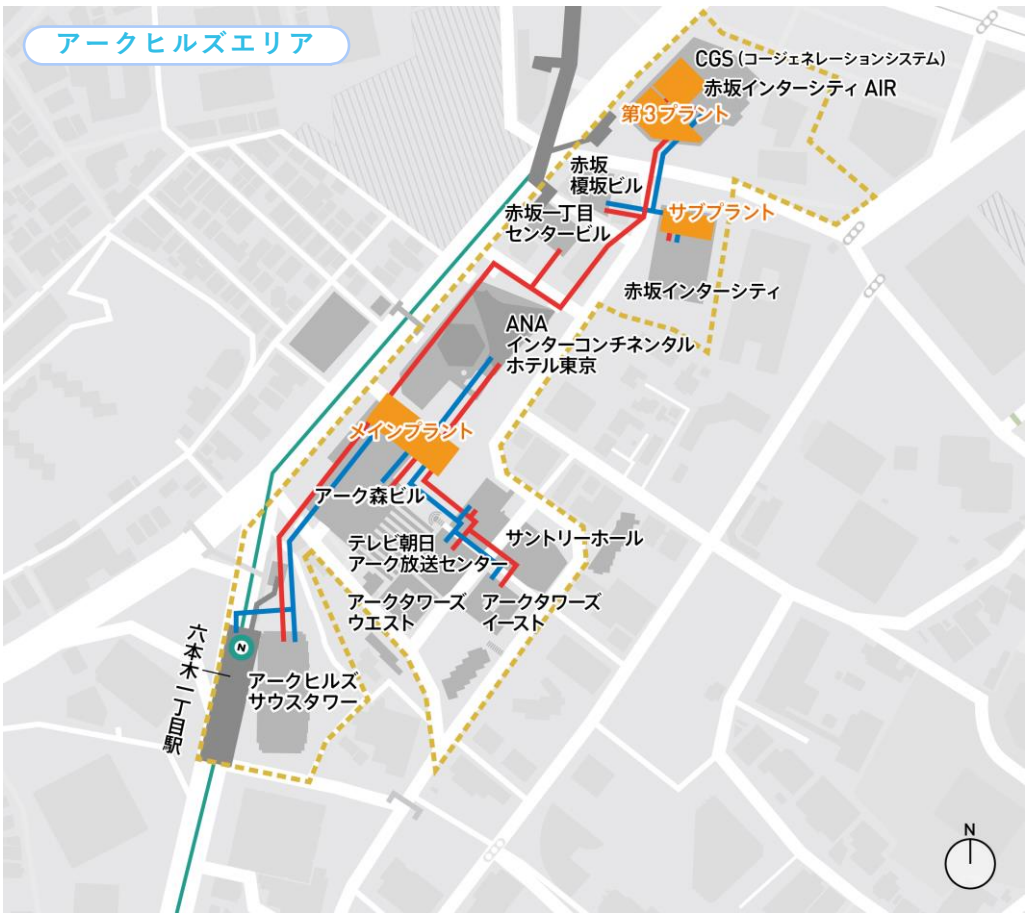 アークヒルズエリア
CGS (コージェネレーションシステム)
赤坂インターシティ AIR
第3プラント
赤坂
榎坂ビル
サブプラント
赤坂一丁目
センタービル
赤坂インターシティ
ANA
インターコンチネンタル
ホテル東京
メインプラント
アーク森ビル
サントリーホール
テレビ朝日
アーク放送センター
アークタワーズ
ウエスト
アークタワーズ
イースト
N
六本木一丁目駅
アークヒルズ
サウスタワー
N